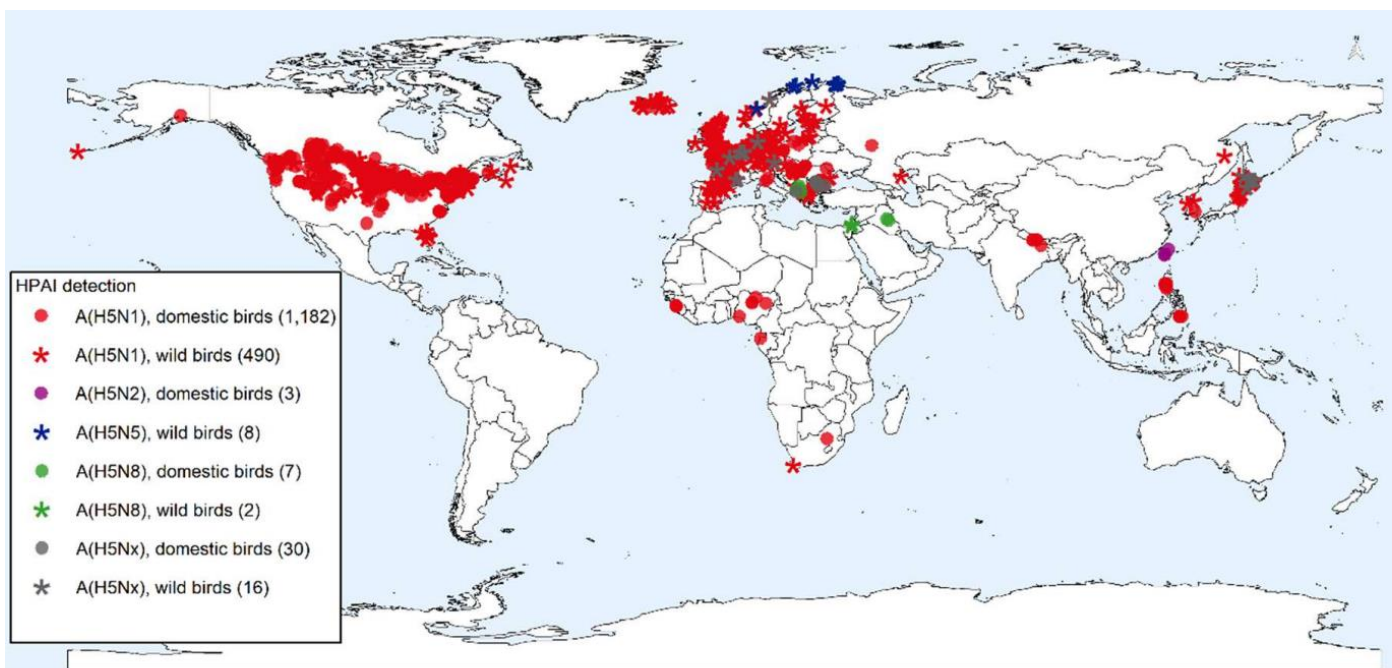 N
HPAI detection
A(H5N1), domestic birds (1,182)
A(H5N1), wild birds (490)
A(H5N2), domestic birds (3)
A(H5N5), wild birds (8)
A(H5N8), domestic birds (7)
A(H5N8), wild birds (2)
A(H5Nx), domestic birds (30)
A(H5Nx), wild birds (16)